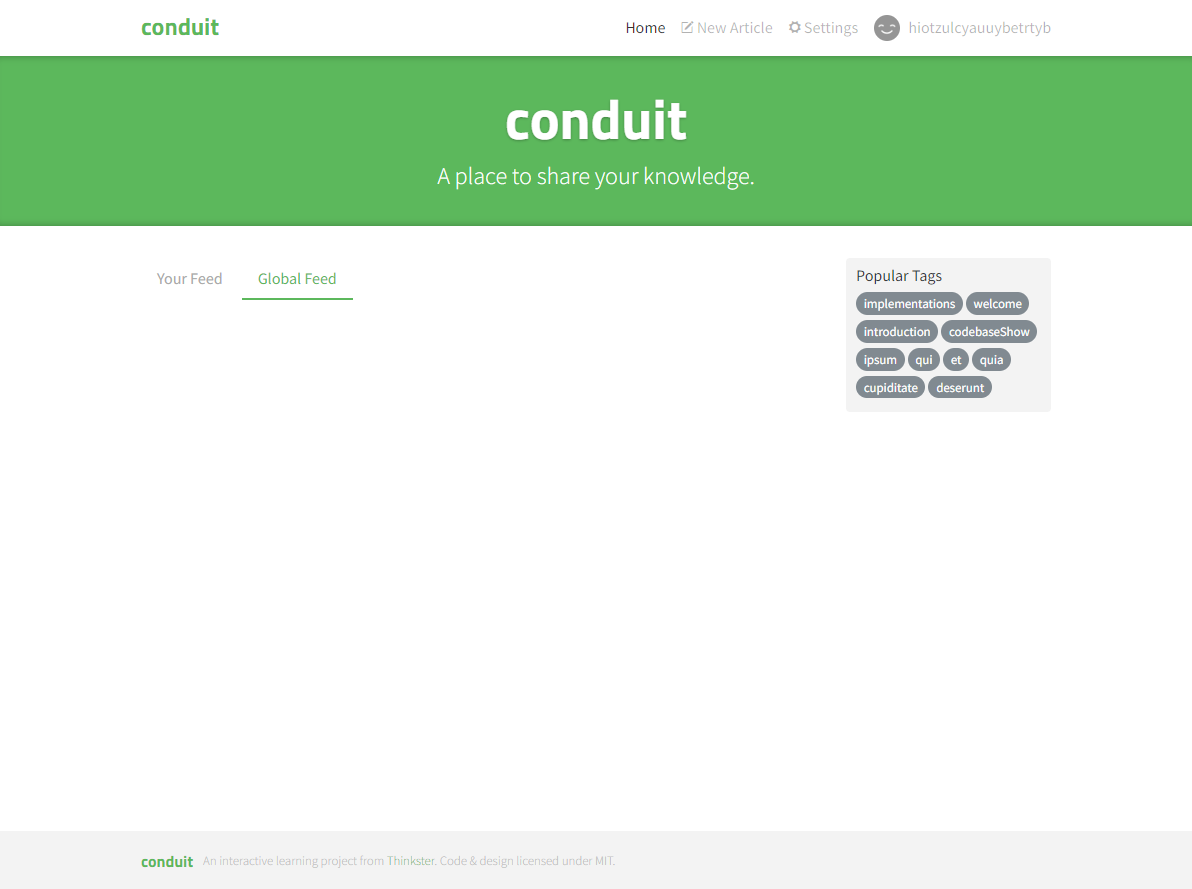 conduit
Home New Article Settings hiotzulcyauuybetrtyb
conduit
A place to share your knowledge.
Your Feed Global Feed
Popular Tags
implementations welcome
introduction codebaseShow
ipsum qui et quia
cupiditate deserunt
conduit An interactive learning project from Thinkster. Code & design licensed under MIT.